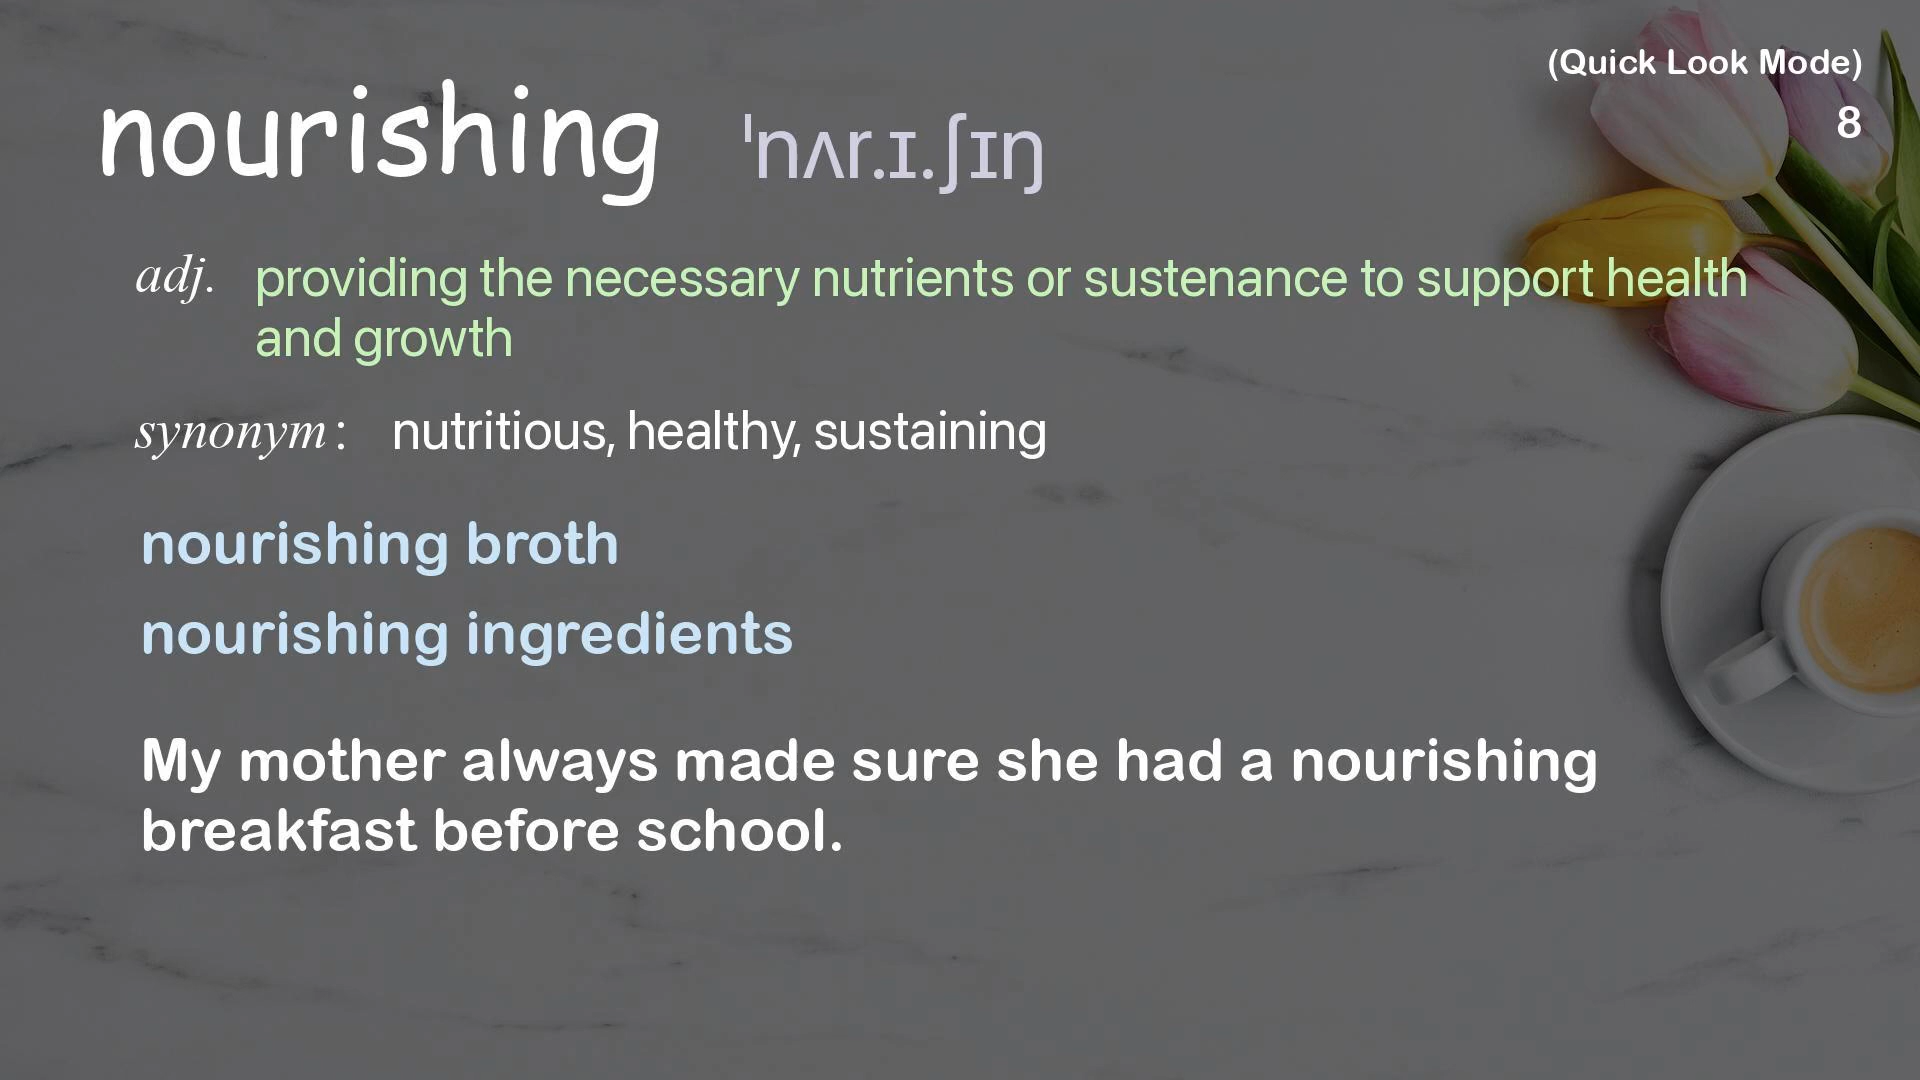 (Quick Look Mode)
nourishing ˈnʌr.ɪ.ʃɪŋ
8
adj. providing the necessary nutrients or sustenance to support health
and growth
synonym: nutritious, healthy, sustaining
nourishing broth
nourishing ingredients
My mother always made sure she had a nourishing
breakfast before school.